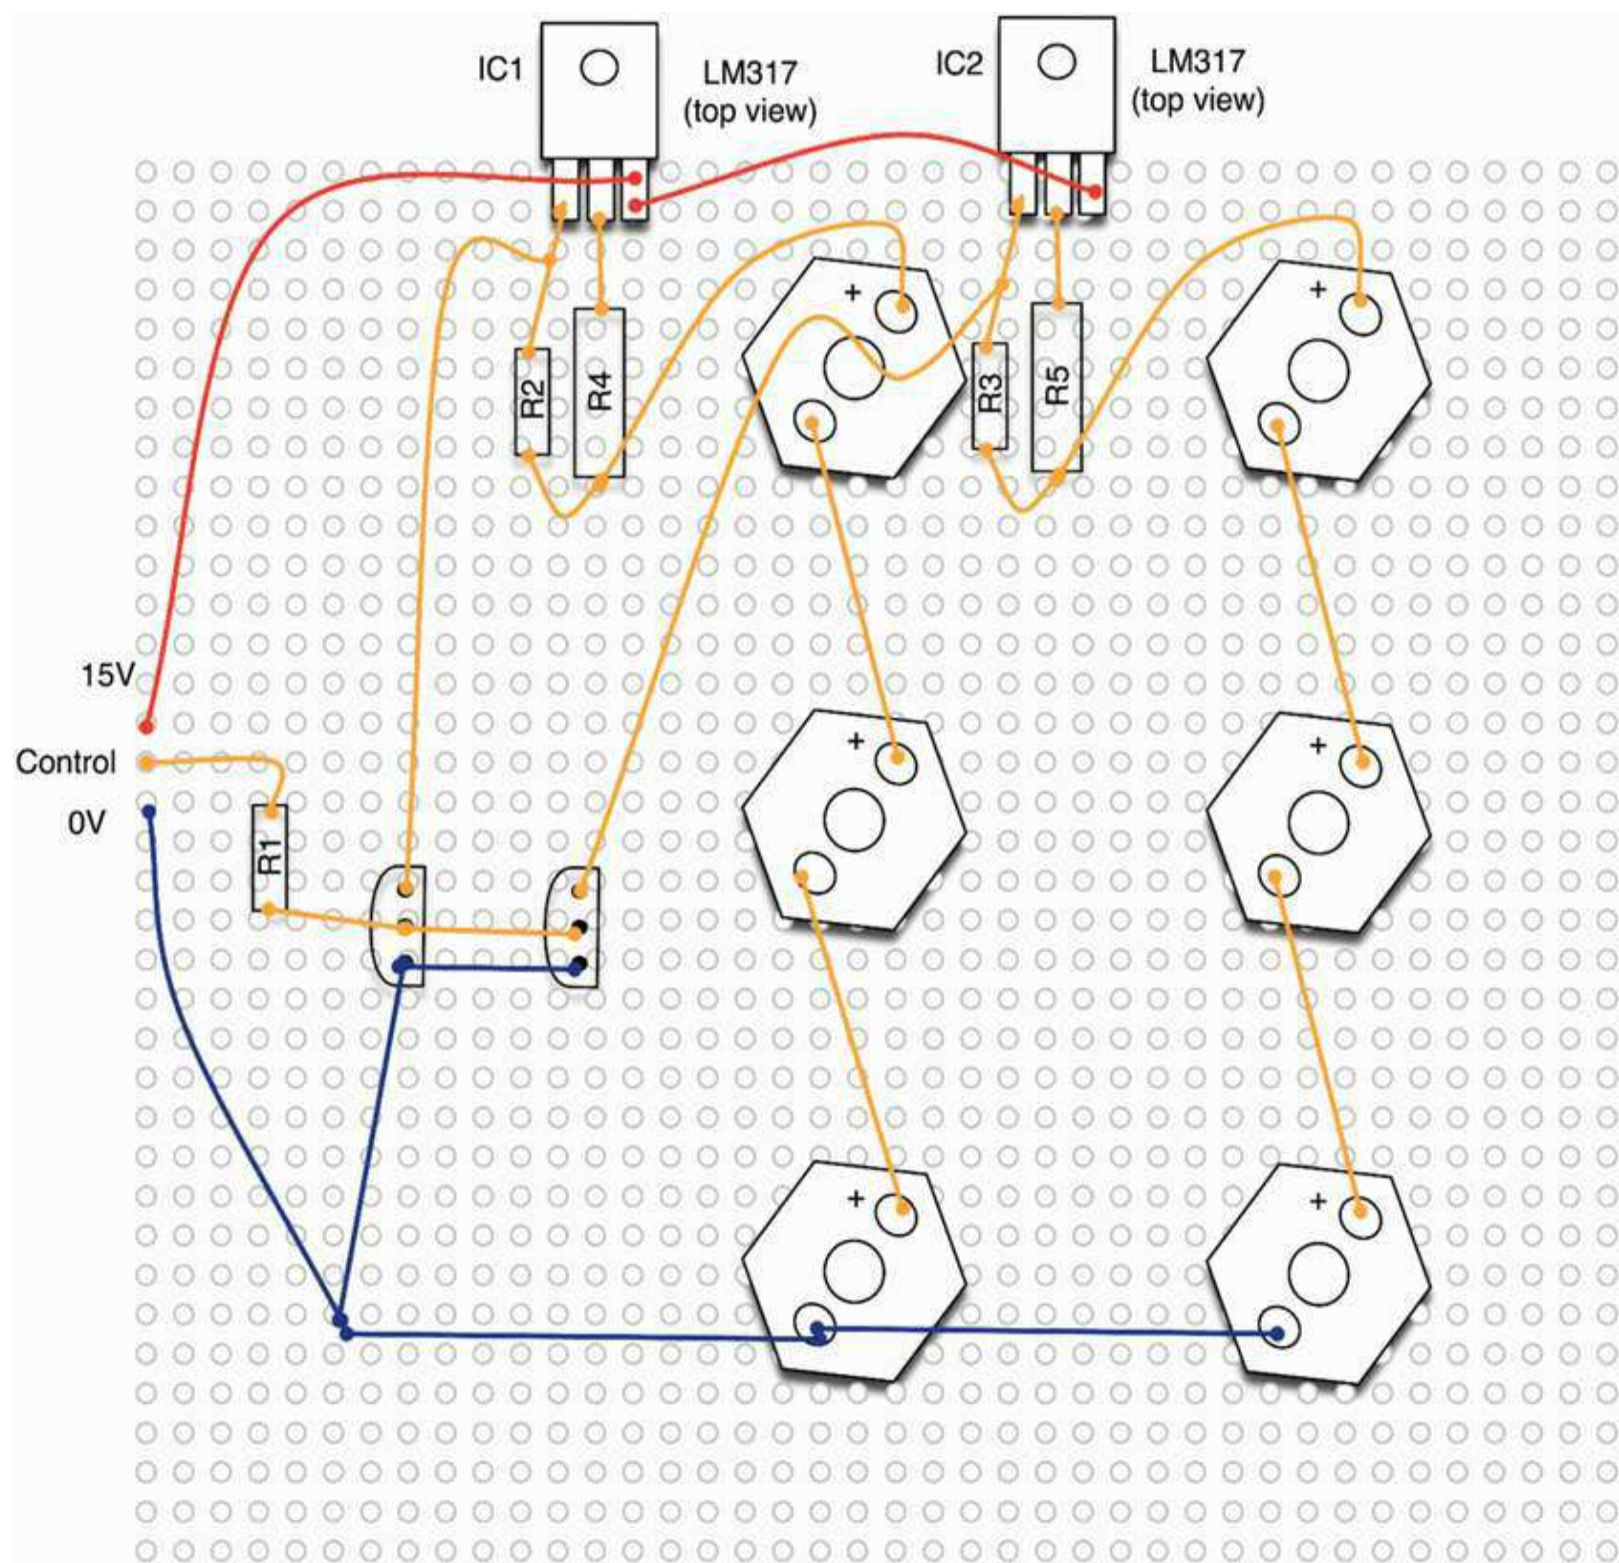 IC1
LM317
(top view)
IC2
LM317
(top view)
+
+
R2
R4
R3
R5
15V
Control
0V
+
+
R1
+
+